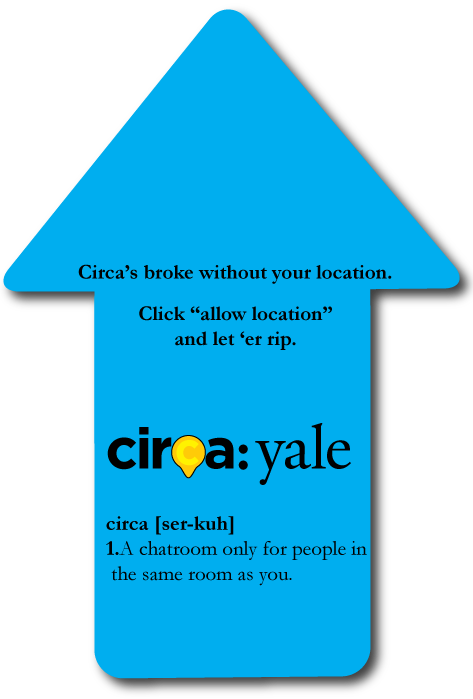 Circa’s broke without your location.
Click “allow location”
and let ‘er rip.
circa: yale
circa [ser-kuh]
1.A chatroom only for people in
the same room as you.